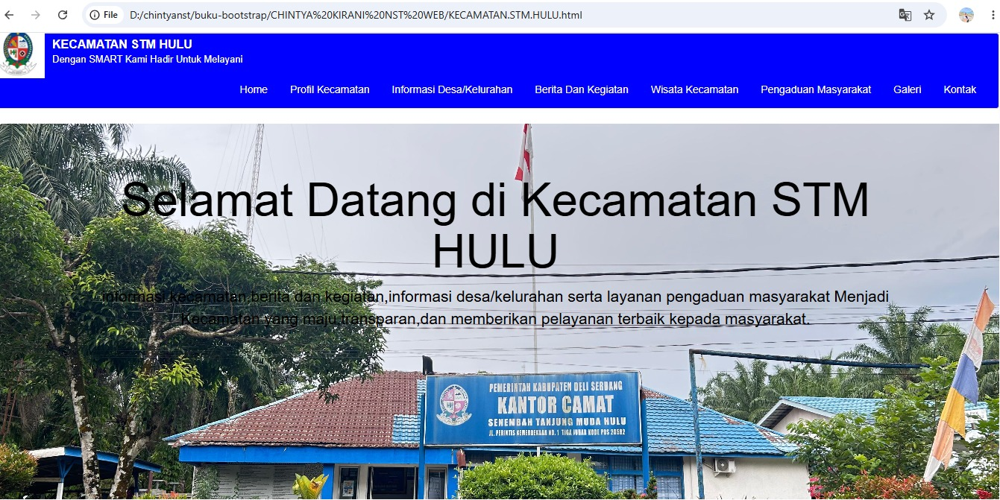 File D:/chintyanst/buku-bootstrap/CHINTYA%20KIRANI%20NST%20WEB/KECAMATAN.STM.HULU.html
KECAMATAN STM HULU
Dengan SMART Kami Hadir Untuk Melayani
Home Profil Kecamatan Informasi Desa/Kelurahan Berita Dan Kegiatan Wisata Kecamatan Pengaduan Masyarakat Galeri Kontak
Selamat Datang di Kecamatan STM
HULU
informasi kecamatan,berita dan kegiatan,informasi desa/kelurahan serta layanan pengaduan masyarakat Menjadi
Kecamatan yang maju,transparan,dan memberikan pelayanan terbaik kepada masyarakat.
PEMERINTAH KABUPATEN DELI SERDANG
KANTOR CAMAT
SENEMBAH TANJUNG MUDA HULU
JL. PERINTIS KEMERDEKAAN NO. 1 TIGA JUHAR KODE POS 20582